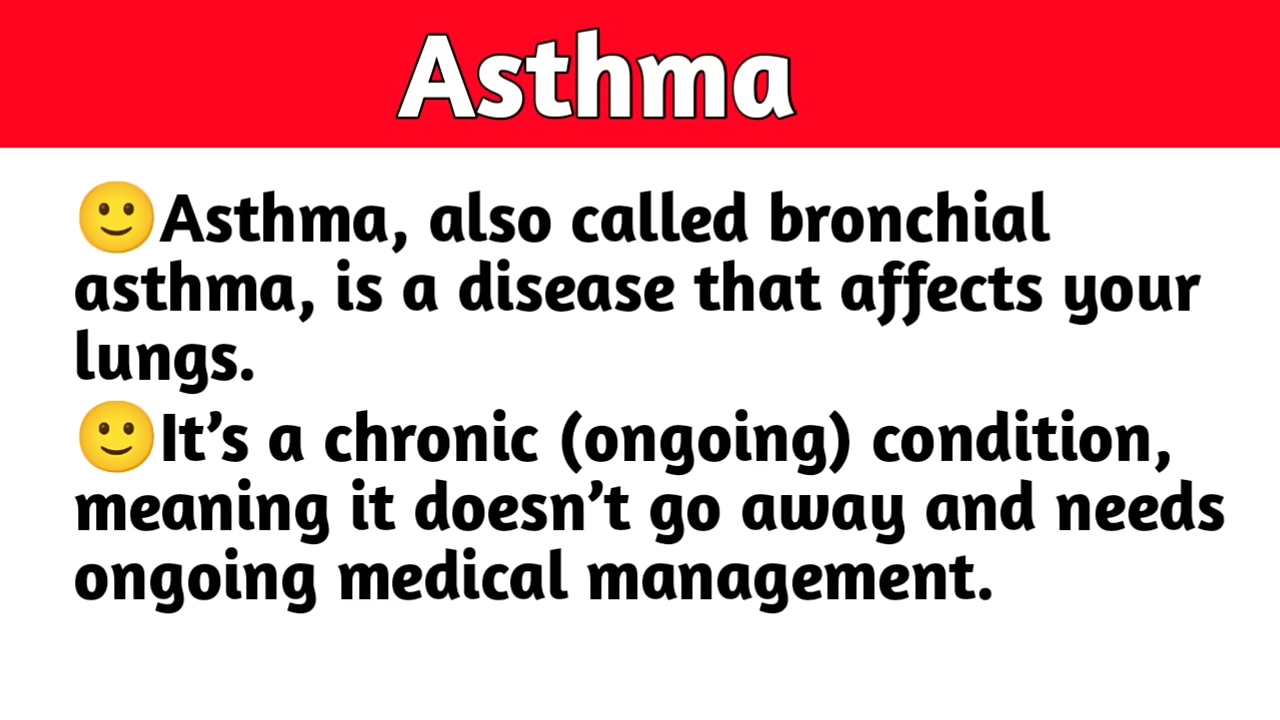 Asthma
🙂Asthma, also called bronchial
asthma, is a disease that affects your
lungs.
🙂It’s a chronic (ongoing) condition,
meaning it doesn’t go away and needs
ongoing medical management.